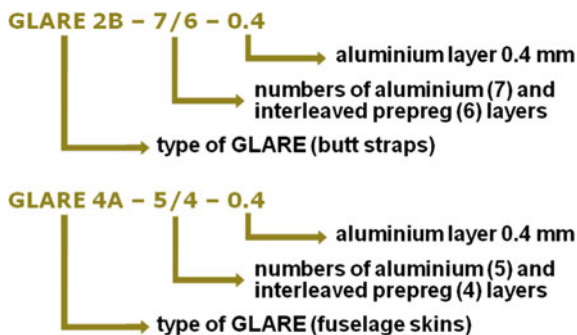 GLARE 2B – 7/6 – 0.4
aluminium layer 0.4 mm
numbers of aluminium (7) and
interleaved prepreg (6) layers
type of GLARE (butt straps)
GLARE 4A – 5/4 – 0.4
aluminium layer 0.4 mm
numbers of aluminium (5) and
interleaved prepreg (4) layers
type of GLARE (fuselage skins)